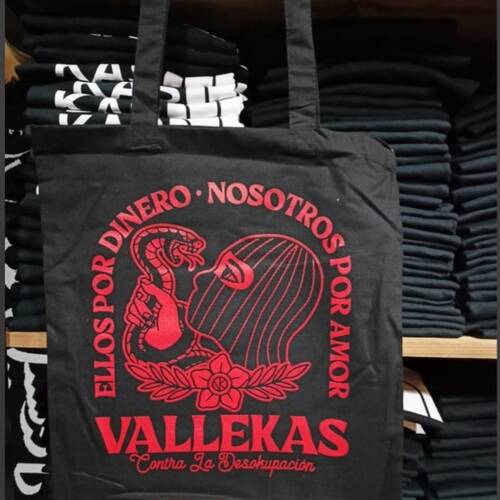 ELLOS POR DINERO · NOSOTROS POR AMOR
VALLEKAS
Contra La Desokupación